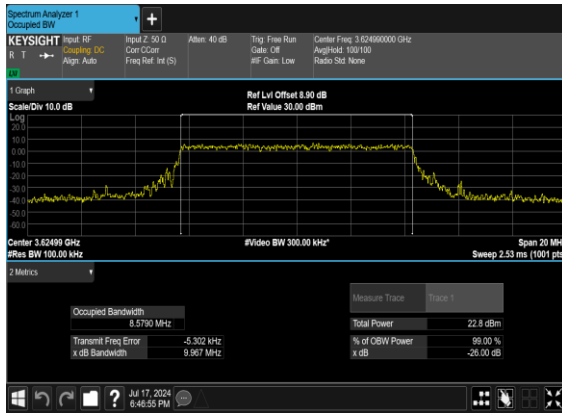 Spectrum Analyzer 1
Occupied BW
KEYSIGHT Input: RF Input Z: 50 Ω Atten: 40 dB Trig: Free Run Center Freq: 3.624990000 GHz
R T Coupling: DC Corr CCorr Gate: Off Avg|Hold: 100/100
Align: Auto Freq Ref: Int (S) #IF Gain: Low Radio Std: None
1 Graph
Ref Lvl Offset 8.90 dB
Scale/Div 10.0 dB Ref Value 30.00 dBm
Log
20.0
10.0
0.00
-10.0
-20.0
-30.0
-40.0
-50.0
-60.0
Center 3.62499 GHz #Video BW 300.00 kHz* Span 20 MH
#Res BW 100.00 kHz Sweep 2.53 ms (1001 pts
2 Metrics
Measure Trace Trace 1
Occupied Bandwidth
8.5790 MHz Total Power 22.8 dBm
Transmit Freq Error -5.302 kHz % of OBW Power 99.00 %
x dB Bandwidth 9.967 MHz x dB -26.00 dB
Jul 17, 2024
6:46:55 PM